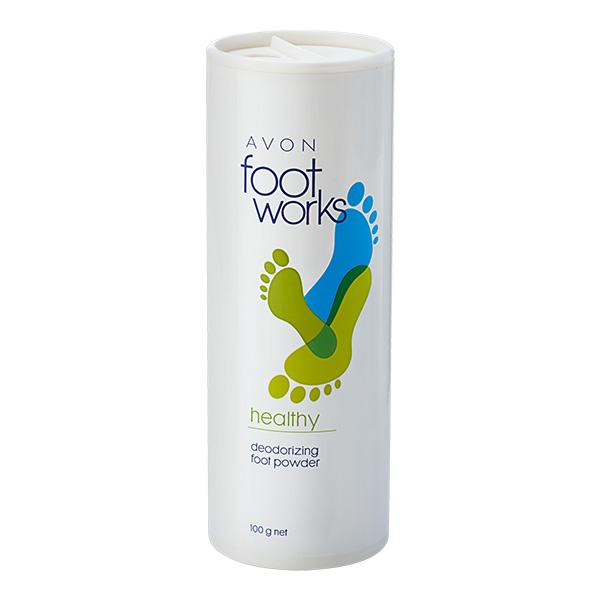 AVON
foot
works
healthy
deodorizing
foot powder
100 g net